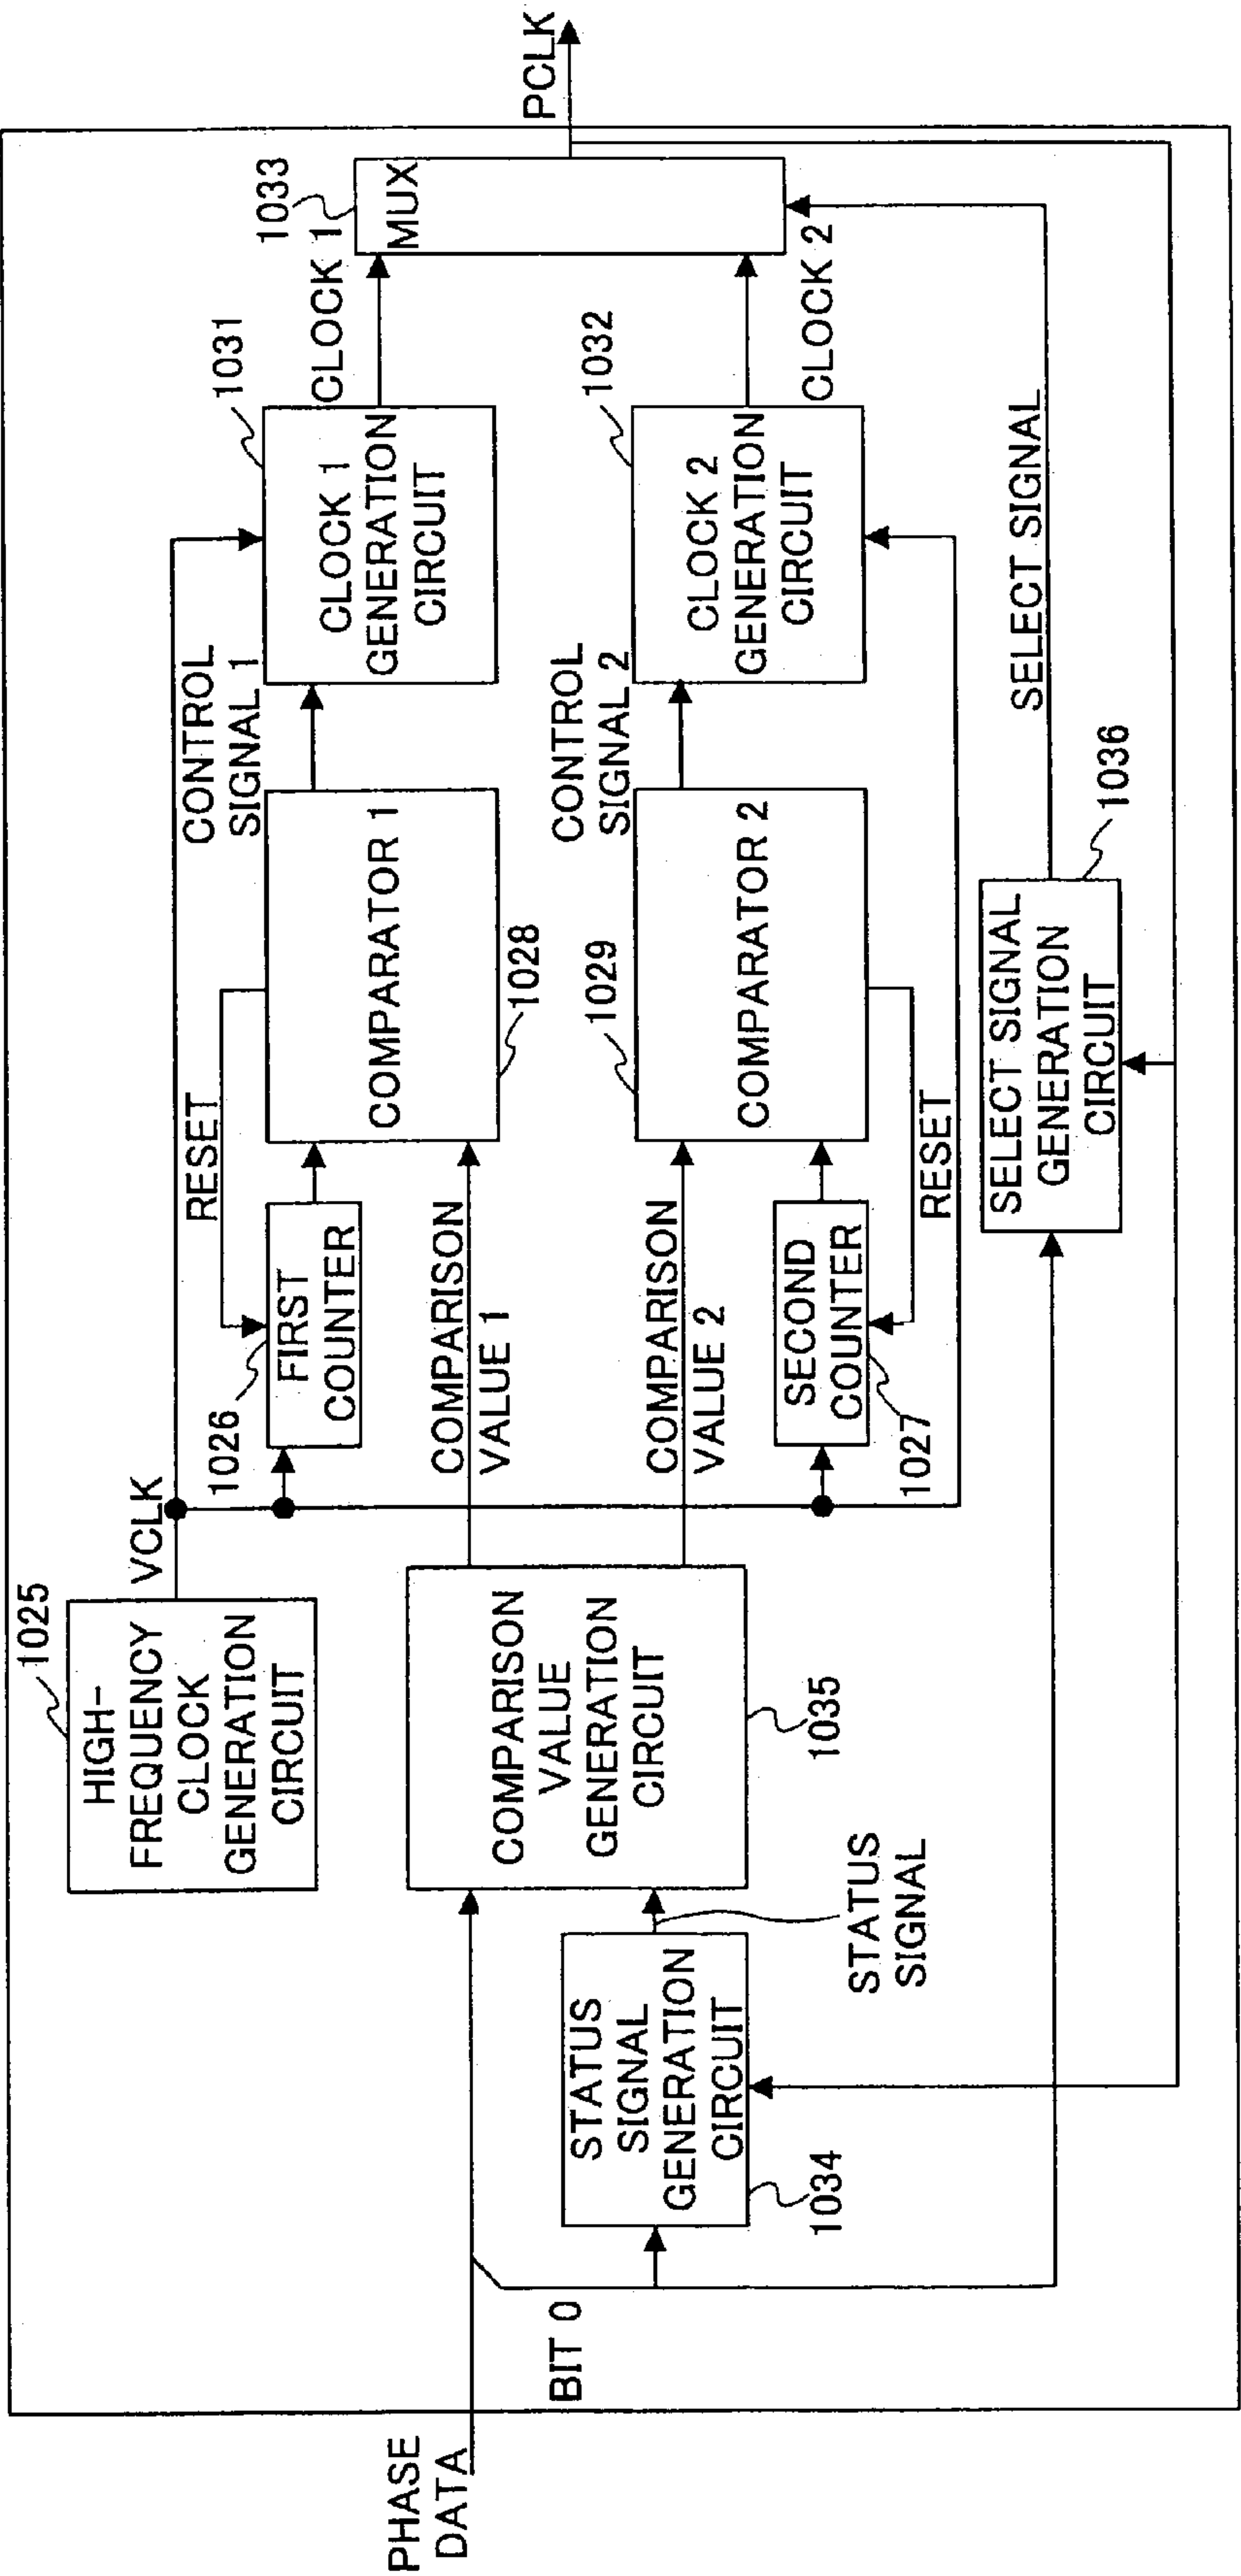 1025
HIGH-
FREQUENCY
CLOCK
GENERATION
CIRCUIT
VCLK
RESET
1026
FIRST
COUNTER
COMPARATOR 1
1028
CONTROL
SIGNAL 1
1031
CLOCK 1
GENERATION
CIRCUIT
CLOCK 1
1033
MUX
PCLK
PHASE
DATA
BIT 0
COMPARISON
VALUE
GENERATION
CIRCUIT
1035
COMPARISON
VALUE 1
COMPARISON
VALUE 2
1029
COMPARATOR 2
CONTROL
SIGNAL 2
1032
CLOCK 2
GENERATION
CIRCUIT
CLOCK 2
SECOND
COUNTER
1027
RESET
STATUS
SIGNAL
GENERATION
CIRCUIT
1034
STATUS
SIGNAL
SELECT SIGNAL
GENERATION
CIRCUIT
1036
SELECT SIGNAL